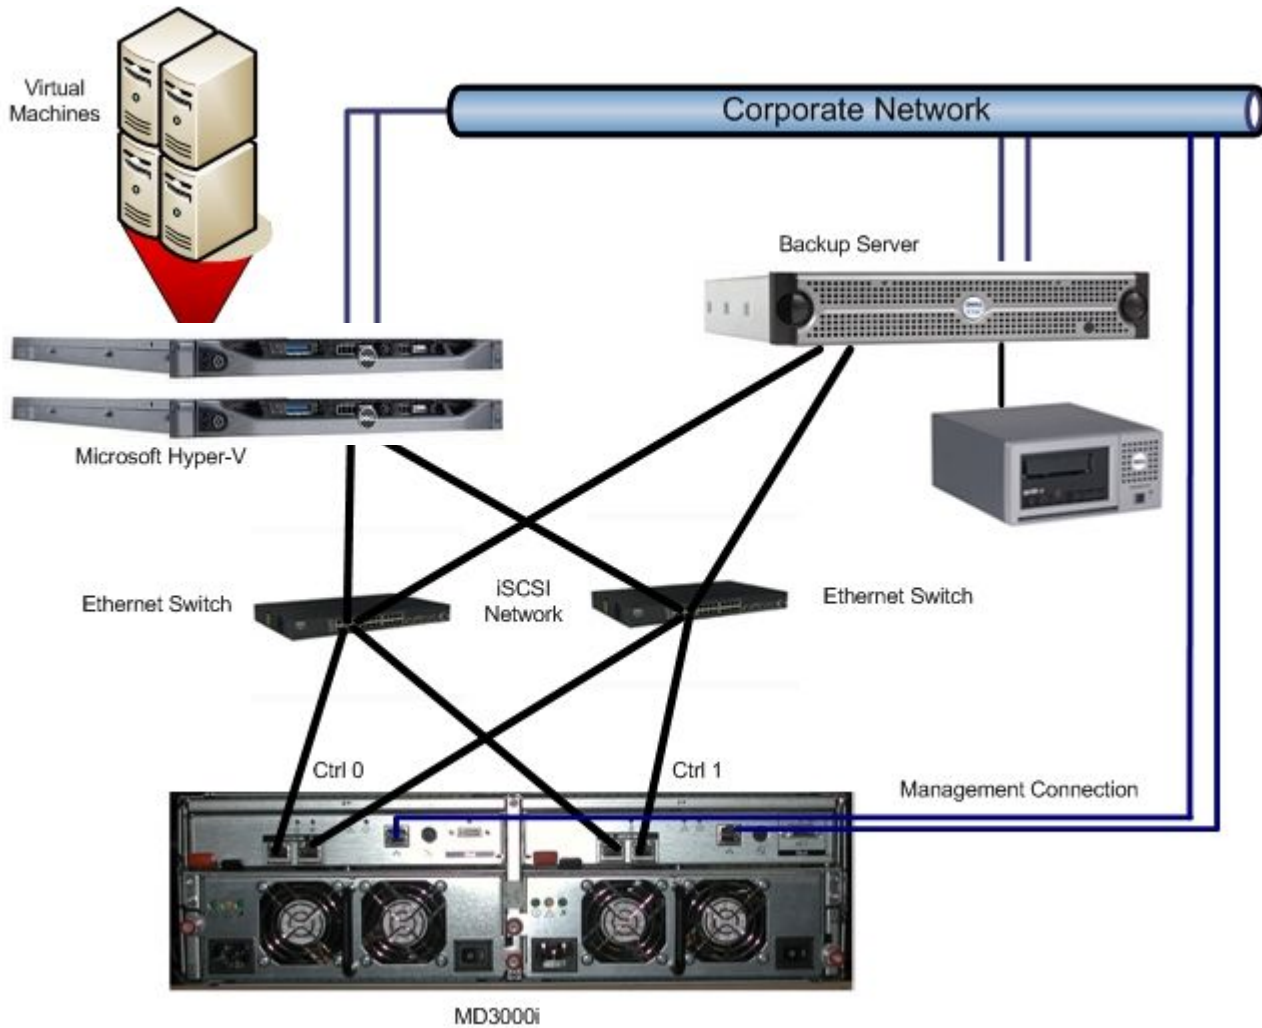 Virtual
Machines
Corporate Network
Backup Server
Microsoft Hyper-V
Ethernet Switch
iSCSI
Network
Ethernet Switch
Ctrl 0
Ctrl 1
Management Connection
MD3000i